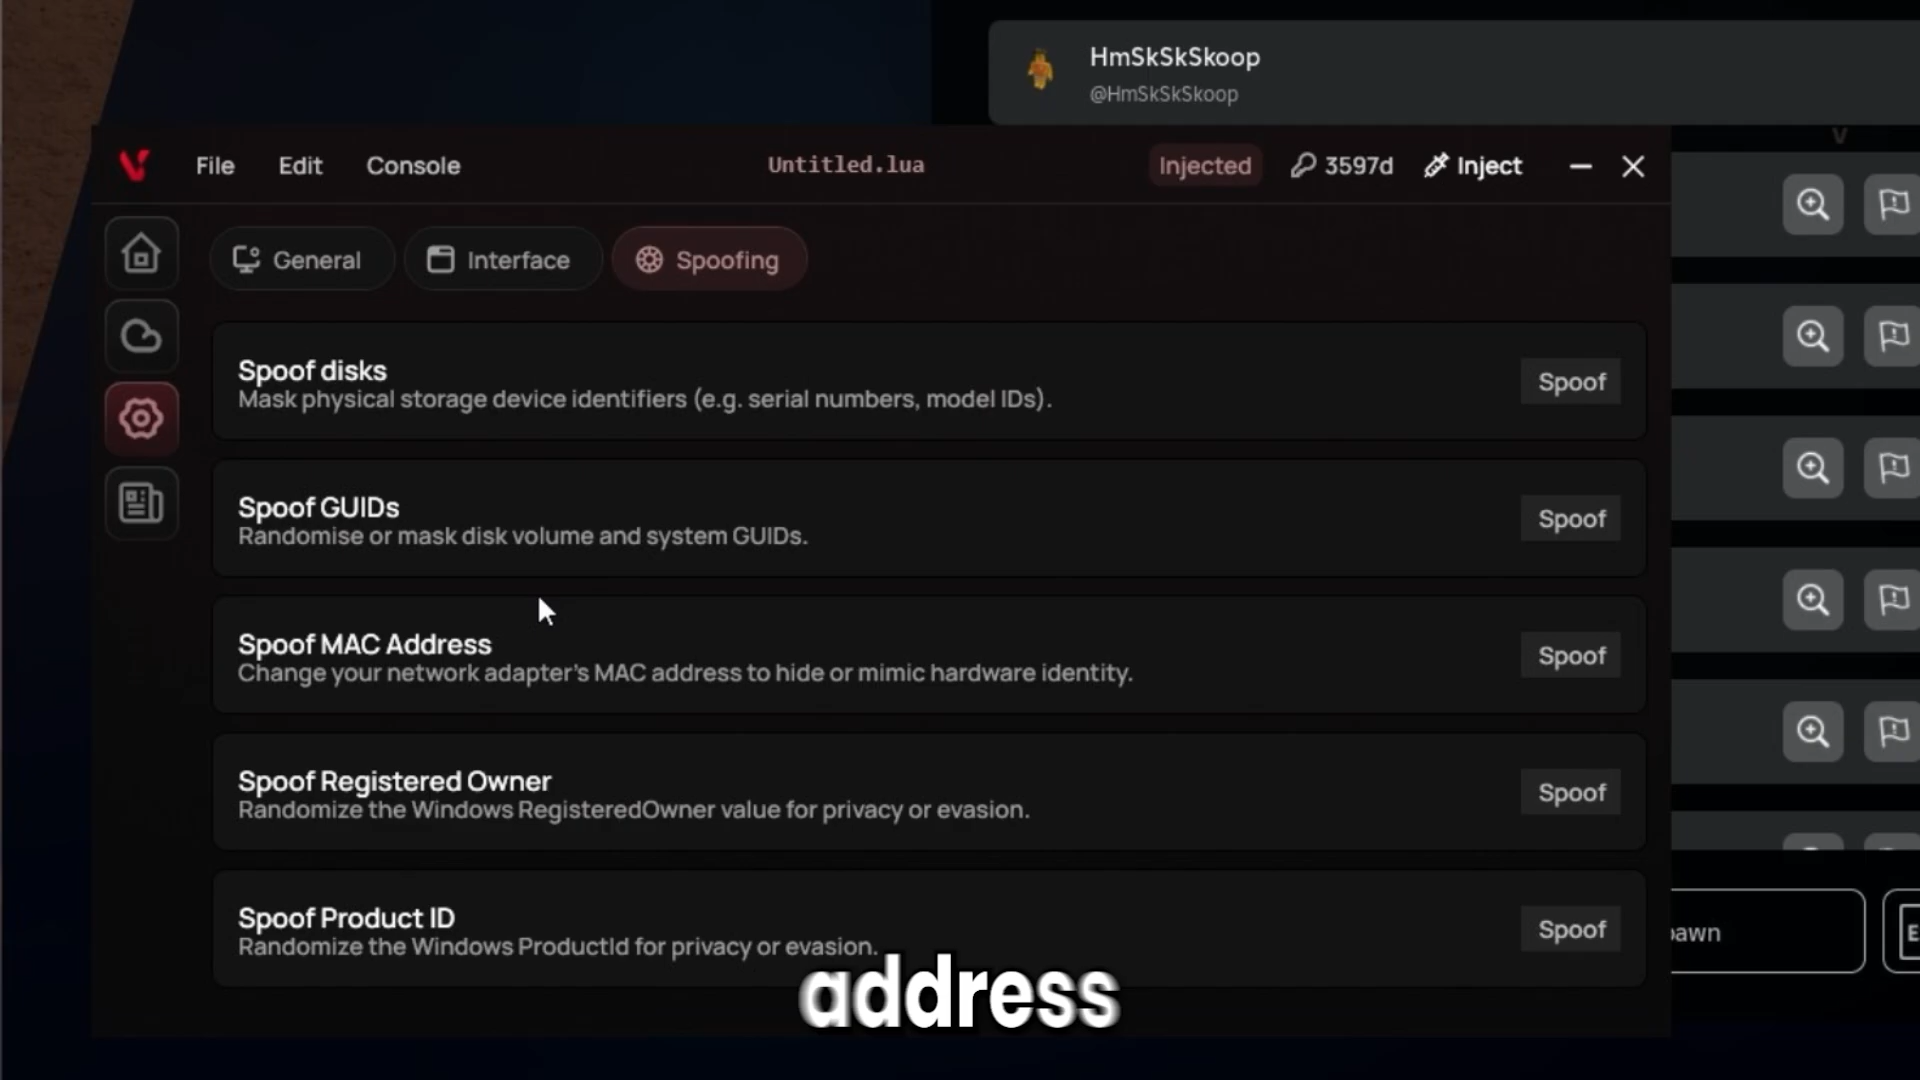 HmSkSkSkoop
@HmSkSkSkoop
File Edit Console Untitled.lua Injected 3597d Inject
General Interface Spoofing
Spoof disks
Mask physical storage device identifiers (e.g. serial numbers, model IDs).
Spoof
Spoof GUIDs
Randomise or mask disk volume and system GUIDs.
Spoof
Spoof MAC Address
Change your network adapter's MAC address to hide or mimic hardware identity.
Spoof
Spoof Registered Owner
Randomize the Windows RegisteredOwner value for privacy or evasion.
Spoof
Spoof Product ID
Randomize the Windows ProductId for privacy or evasion.
Spoof
address